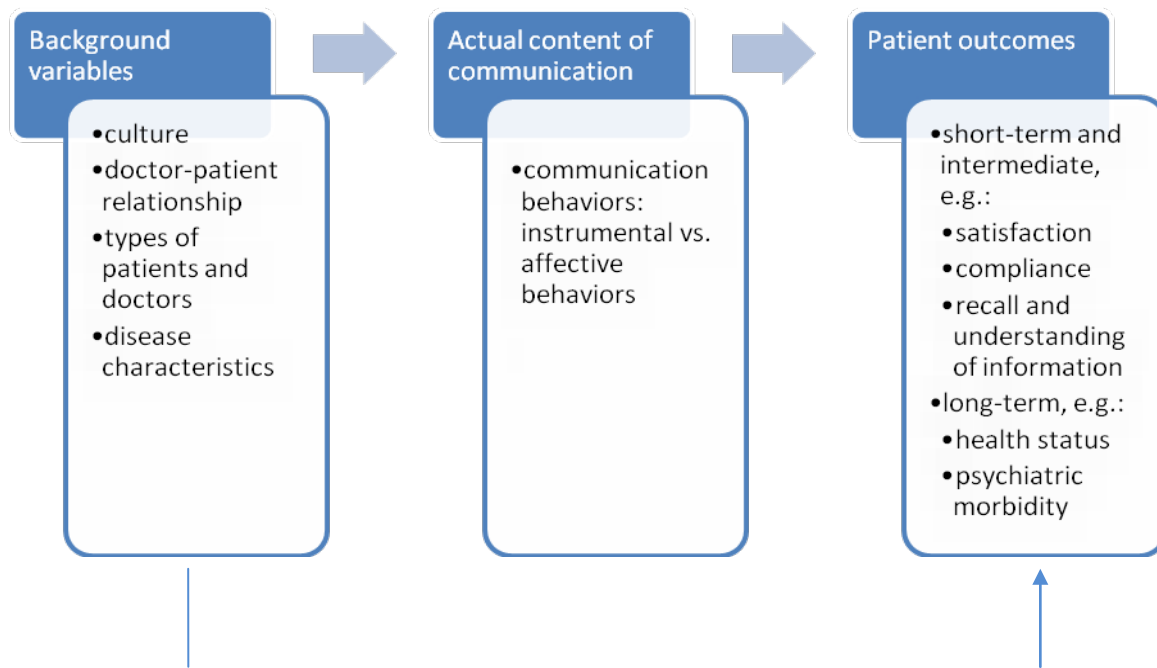 Background
variables
•culture
•doctor-patient
relationship
•types of
patients and
doctors
•disease
characteristics
Actual content of
communication
•communication
behaviors:
instrumental vs.
affective
behaviors
Patient outcomes
•short-term and
intermediate,
e.g.:
•satisfaction
•compliance
•recall and
understanding
of information
•long-term, e.g.:
•health status
•psychiatric
morbidity